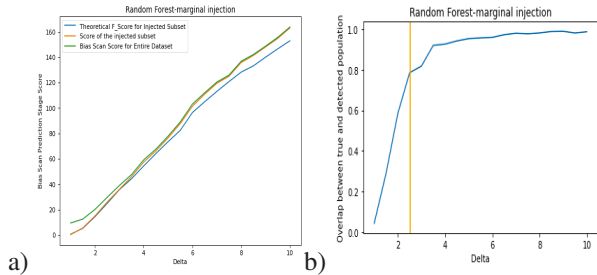 Random Forest-marginal injection
Theoretical F_Score for Injected Subset
Score of the injected subset
Bias Scan Score for Entire Dataset
Bias Scan Prediction Stage Score
160
140
120
100
80
60
40
20
0
2
4
6
8
10
Delta
a)
Random Forest-marginal injection
Overlap between true and detected population
1.0
0.8
0.6
0.4
0.2
0.0
2
4
6
8
10
Delta
b)